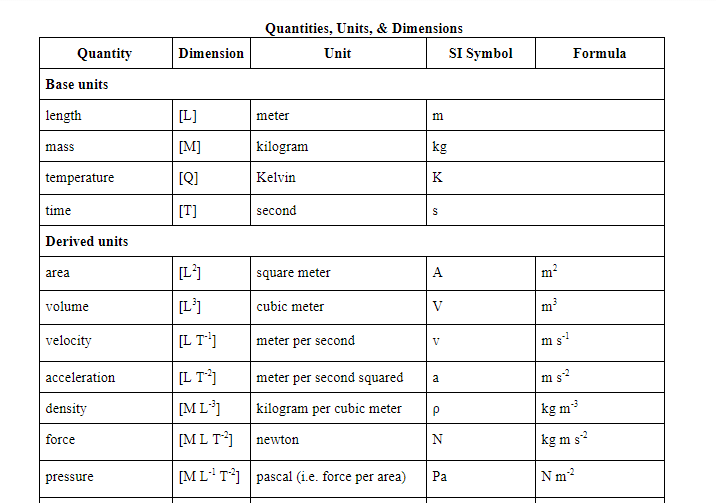 Quantities, Units, & Dimensions
Quantity Dimension Unit SI Symbol Formula
Base units
length [L] meter m
mass [M] kilogram kg
temperature [Q] Kelvin K
time [T] second s
Derived units
area [L²] square meter A m²
volume [L³] cubic meter V m³
velocity [L T⁻¹] meter per second v m s⁻¹
acceleration [L T⁻²] meter per second squared a m s⁻²
density [M L⁻³] kilogram per cubic meter ρ kg m⁻³
force [M L T⁻²] newton N kg m s⁻²
pressure [M L⁻¹ T⁻²] pascal (i.e. force per area) Pa N m⁻²